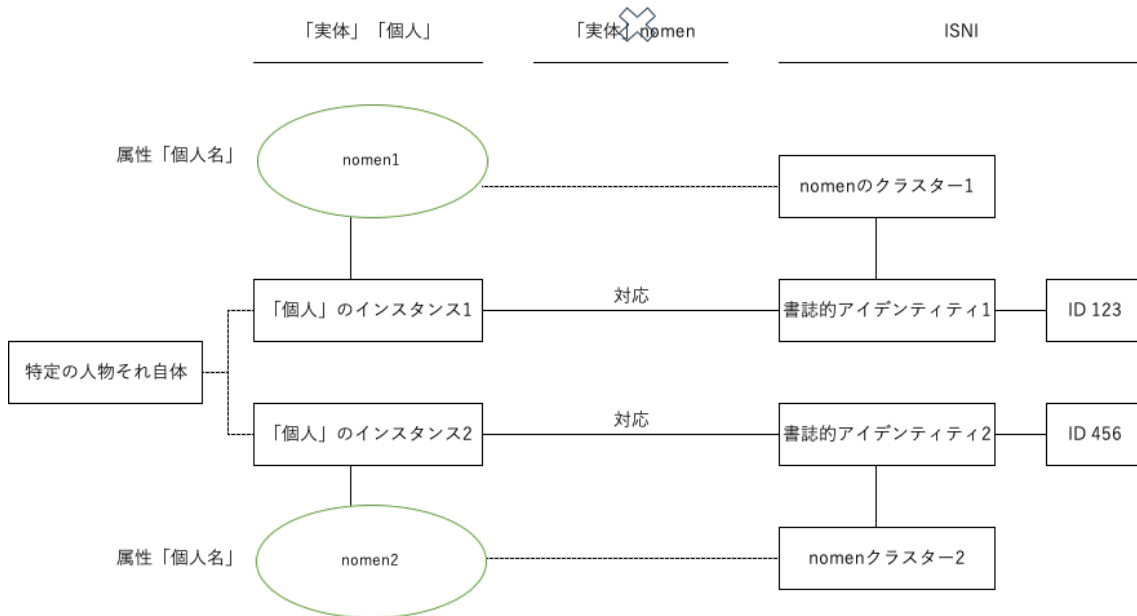 「実体」「個人」
「実体」nomen
ISNI
属性「個人名」
nomen1
nomenのクラスター1
「個人」のインスタンス1
対応
書誌的アイデンティティ1
ID 123
特定の人物それ自体
「個人」のインスタンス2
対応
書誌的アイデンティティ2
ID 456
属性「個人名」
nomen2
nomenクラスター2